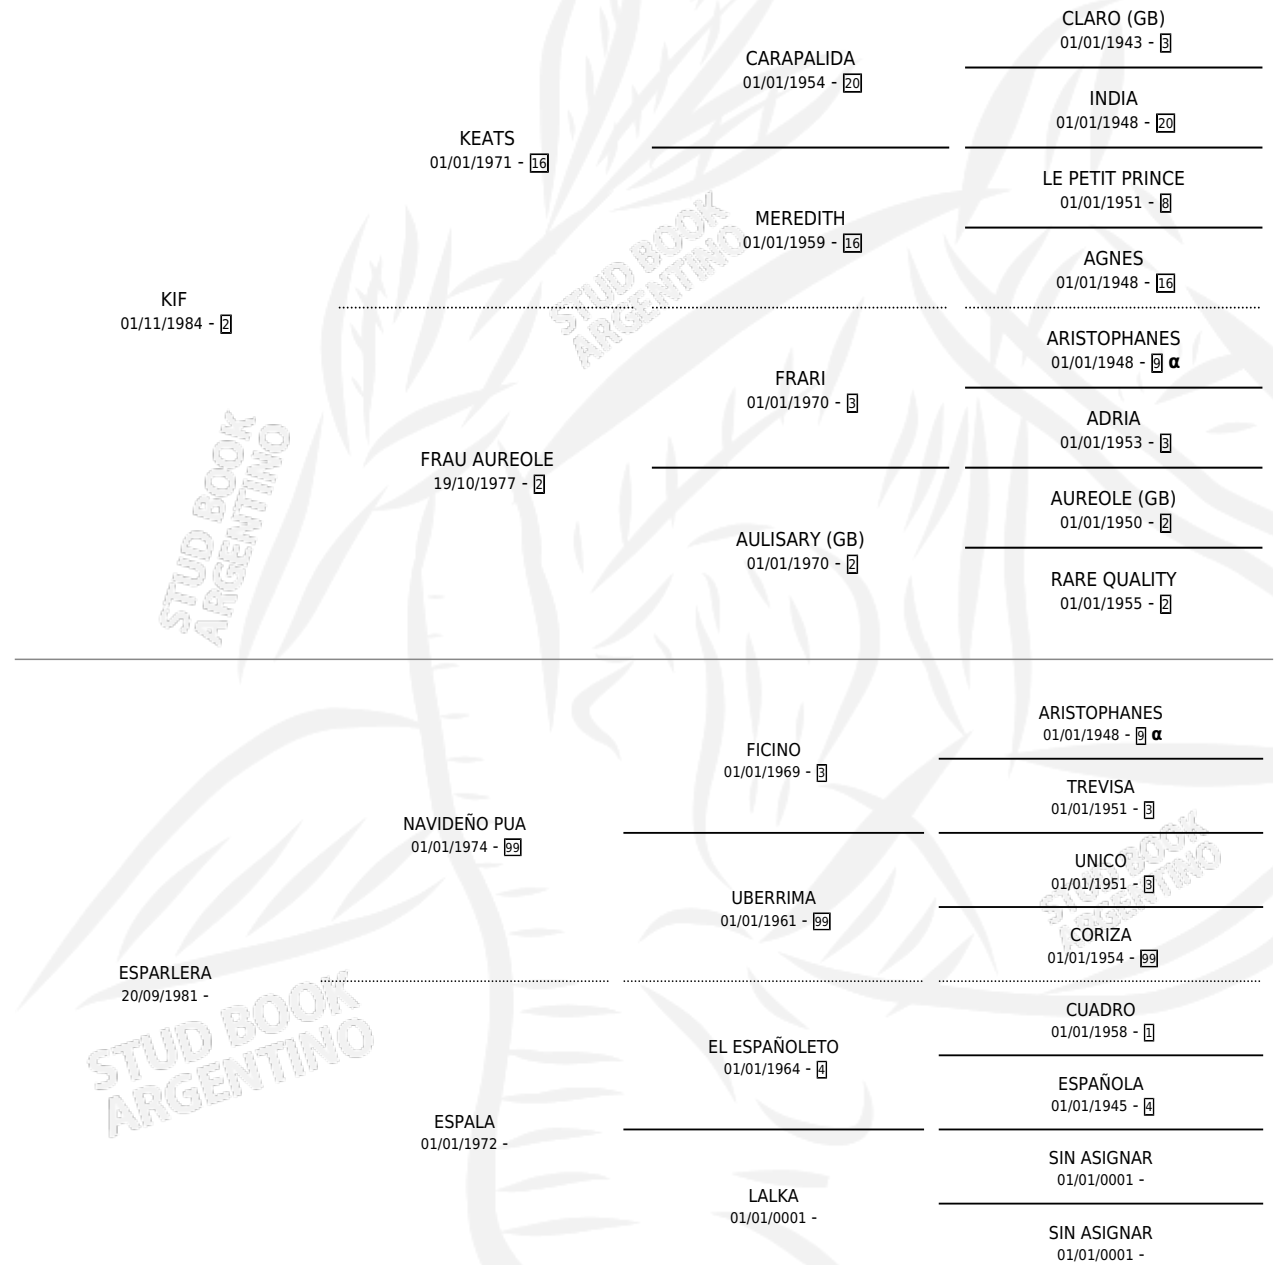 CLARO (GB)
01/01/1943 - 3
CARAPALIDA
01/01/1954 - 20
INDIA
01/01/1948 - 20
KEATS
01/01/1971 - 16
LE PETIT PRINCE
01/01/1951 - 8
MEREDITH
01/01/1959 - 16
AGNES
01/01/1948 - 16
KIF
01/11/1984 - 2
ARISTOPHANES
01/01/1948 - 9 α
FRARI
01/01/1970 - 3
ADRIA
01/01/1953 - 3
FRAU AUREOLE
19/10/1977 - 2
AUREOLE (GB)
01/01/1950 - 2
AULISARY (GB)
01/01/1970 - 2
RARE QUALITY
01/01/1955 - 2
ARISTOPHANES
01/01/1948 - 9 α
FICINO
01/01/1969 - 3
TREVISA
01/01/1951 - 3
NAVIDEÑO PUA
01/01/1974 - 99
UNICO
01/01/1951 - 3
UBERRIMA
01/01/1961 - 99
CORIZA
01/01/1954 - 99
ESPARLERA
20/09/1981 -
CUADRO
01/01/1958 - 1
EL ESPAÑOLETO
01/01/1964 - 4
ESPAÑOLA
01/01/1945 - 4
ESPALA
01/01/1972 -
SIN ASIGNAR
01/01/0001 -
LALKA
01/01/0001 -
SIN ASIGNAR
01/01/0001 -
STUD BOOK
ARGENTINO
STUD BOOK
ARGENTINO
STUD BOOK
ARGENTINO
STUD BOOK
ARGENTINO